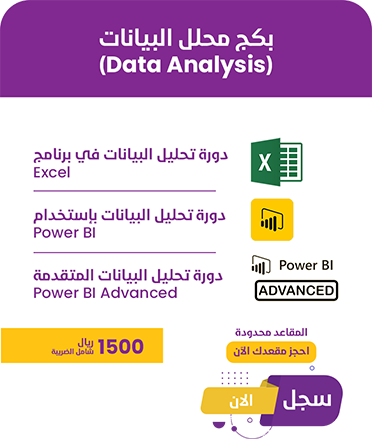 بكج محلل البيانات
(Data Analysis)
دورة تحليل البيانات في برنامج
Excel
X
دورة تحليل البيانات بإستخدام
Power BI
دورة تحليل البيانات المتقدمة
Power BI Advanced
Power BI
ADVANCED
1500 ريال
شامل الضريبة
المقاعد محدودة
احجز مقعدك الآن
سجل الان